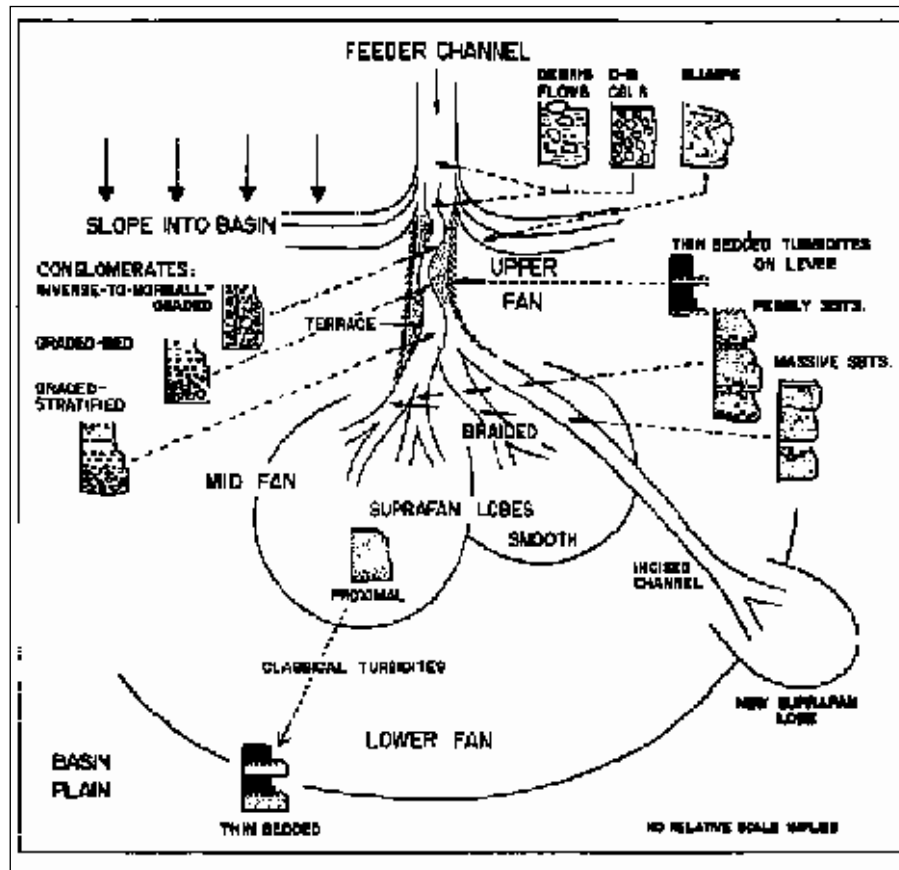 FEEDER CHANNEL
DEBRIS
FLOWS
SLUMPS
SLOPE INTO BASIN
CONGLOMERATES:
INVERSE-TO-NORMALLY
GRADED
GRADED-BED
GRADED-
STRATIFIED
TERRACE
UPPER
FAN
THIN BEDDED TURBIDITES
ON LEVEE
PEBBLY SSTS.
MASSIVE SSTS.
BRAIDED
MID FAN
SUPRAFAN LOBES
SMOOTH
PROXIMAL
INCISED
CHANNEL
CLASSICAL TURBIDITES
NEW SUPRAFAN
LOBE
LOWER FAN
BASIN
PLAIN
THIN BEDDED
NO RELATIVE SCALE IMPLIED